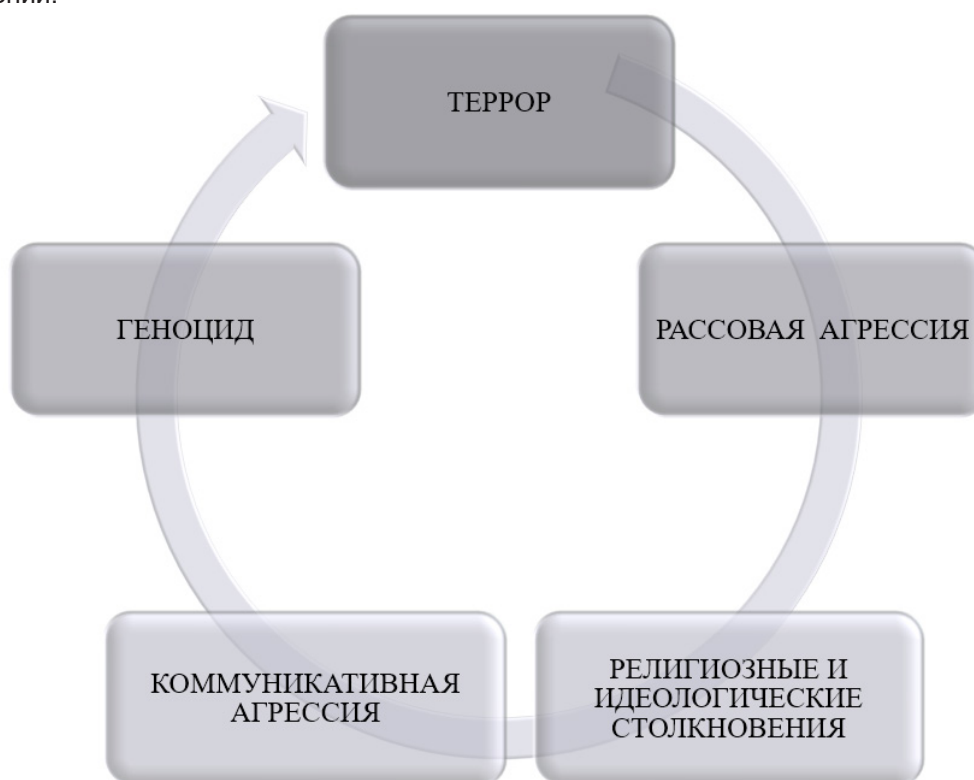 ТЕРРОР
РАССОВАЯ АГРЕССИЯ
РЕЛИГИОЗНЫЕ И
ИДЕОЛОГИЧЕСКИЕ
СТОЛКНОВЕНИЯ
КОММУНИКАТИВНАЯ
АГРЕССИЯ
ГЕНОЦИД